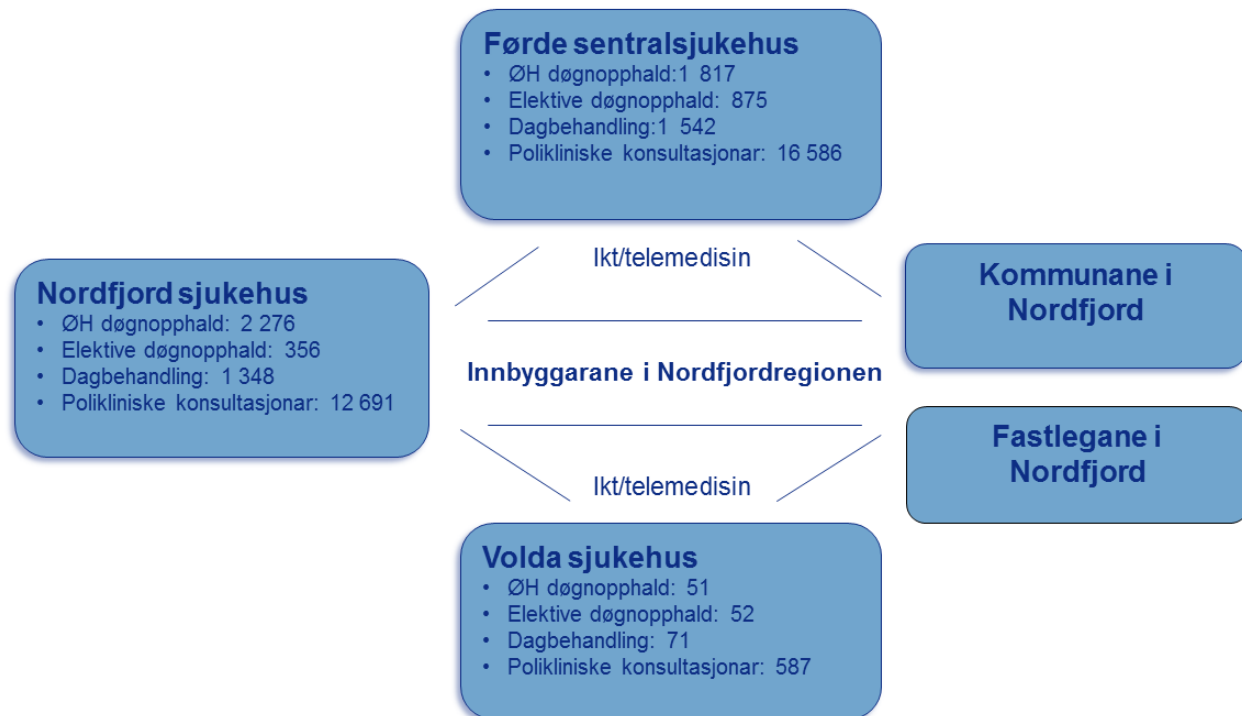 Førde sentralsjukehus
• ØH døgnopphald:1 817
• Elektive døgnopphald: 875
• Dagbehandling:1 542
• Polikliniske konsultasjonar: 16 586
Ikt/telemedisin
Nordfjord sjukehus
• ØH døgnopphald: 2 276
• Elektive døgnopphald: 356
• Dagbehandling: 1 348
• Polikliniske konsultasjonar: 12 691
Kommunane i
Nordfjord
Innbyggarane i Nordfjordregionen
Fastlegane i
Nordfjord
Ikt/telemedisin
Volda sjukehus
• ØH døgnopphald: 51
• Elektive døgnopphald: 52
• Dagbehandling: 71
• Polikliniske konsultasjonar: 587